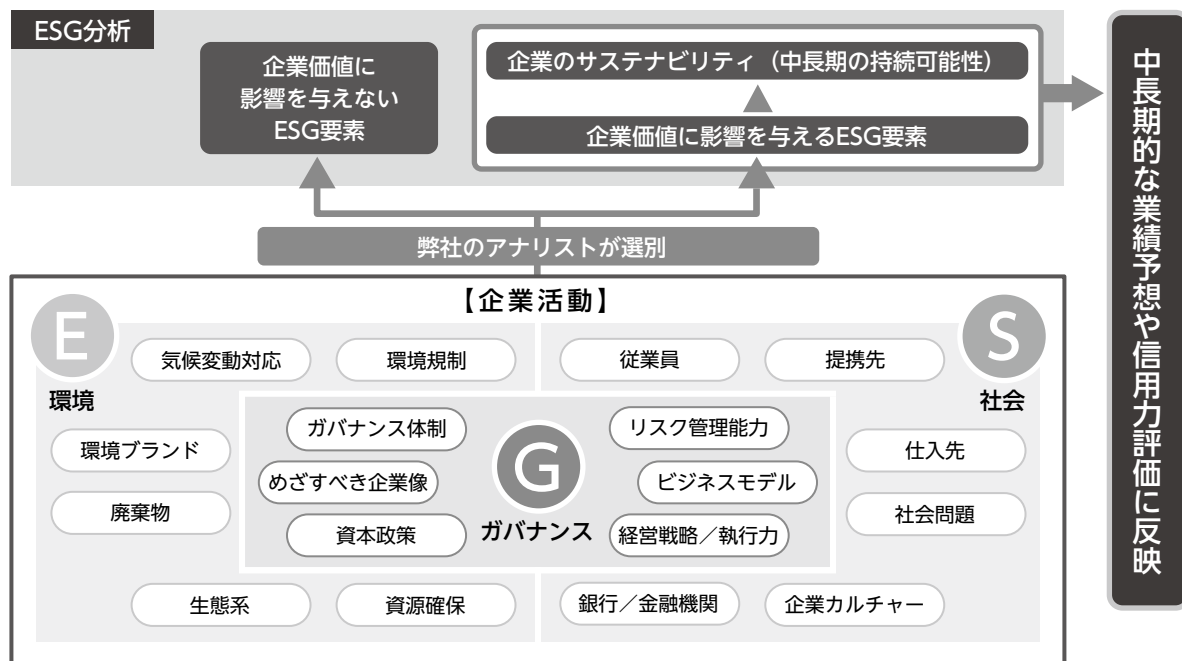 ESG分析
企業価値に
影響を与えない
ESG要素
企業のサステナビリティ（中長期の持続可能性）
企業価値に影響を与えるESG要素
中長期的な業績予想や信用力評価に反映
弊社のアナリストが選別
【企業活動】
E
環境
S
社会
気候変動対応
環境規制
従業員
提携先
環境ブランド
廃棄物
ガバナンス体制
めざすべき企業像
資本政策
G
ガバナンス
リスク管理能力
ビジネスモデル
経営戦略／執行力
仕入先
社会問題
生態系
資源確保
銀行／金融機関
企業カルチャー